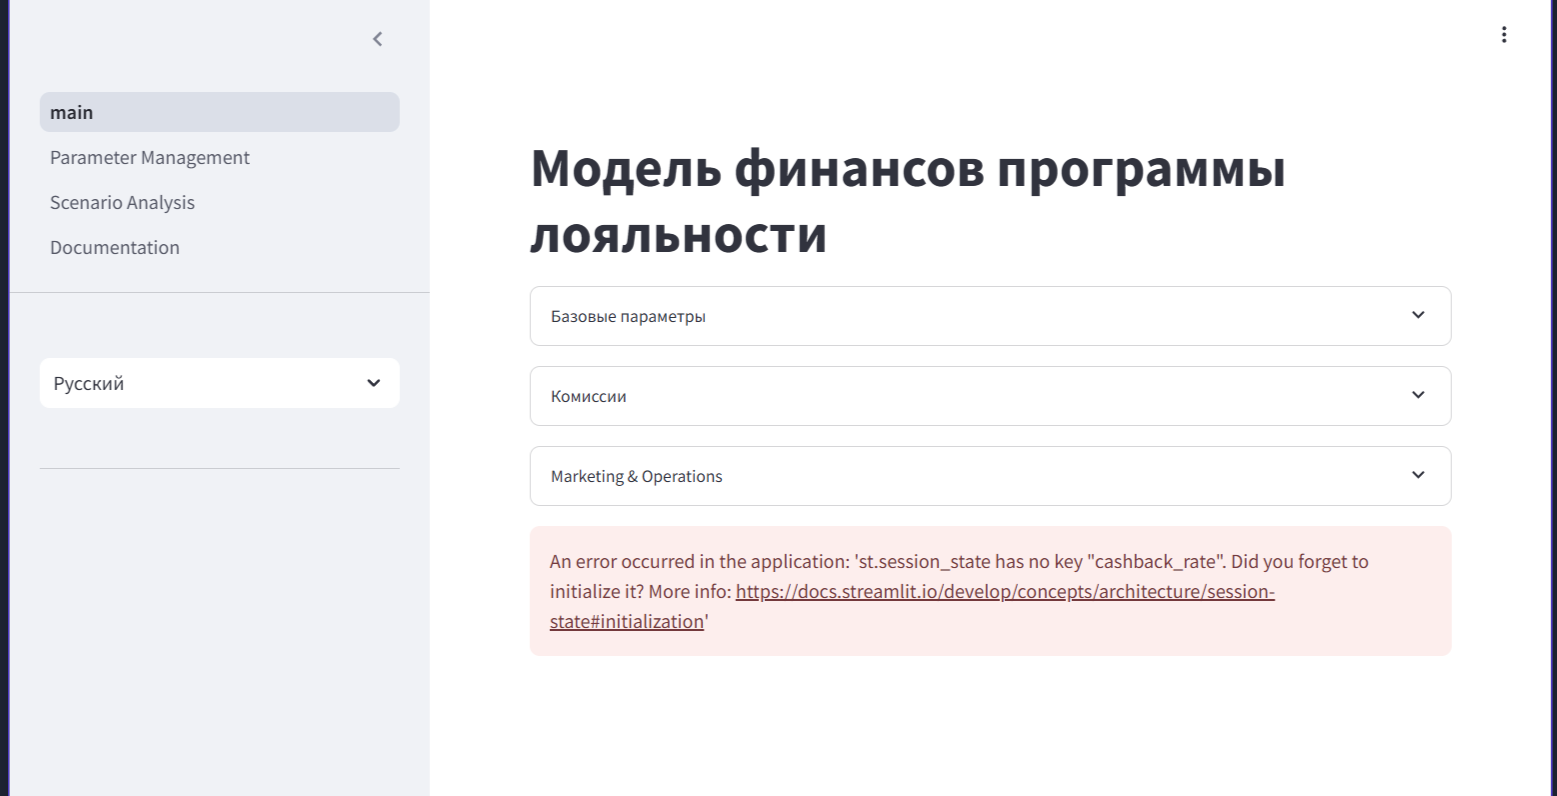 main
Parameter Management
Scenario Analysis
Documentation
Русский
Модель финансов программы
лояльности
Базовые параметры
Комиссии
Marketing & Operations
An error occurred in the application: 'st.session_state has no key "cashback_rate". Did you forget to
initialize it? More info: https://docs.streamlit.io/develop/concepts/architecture/session-
state#initialization'